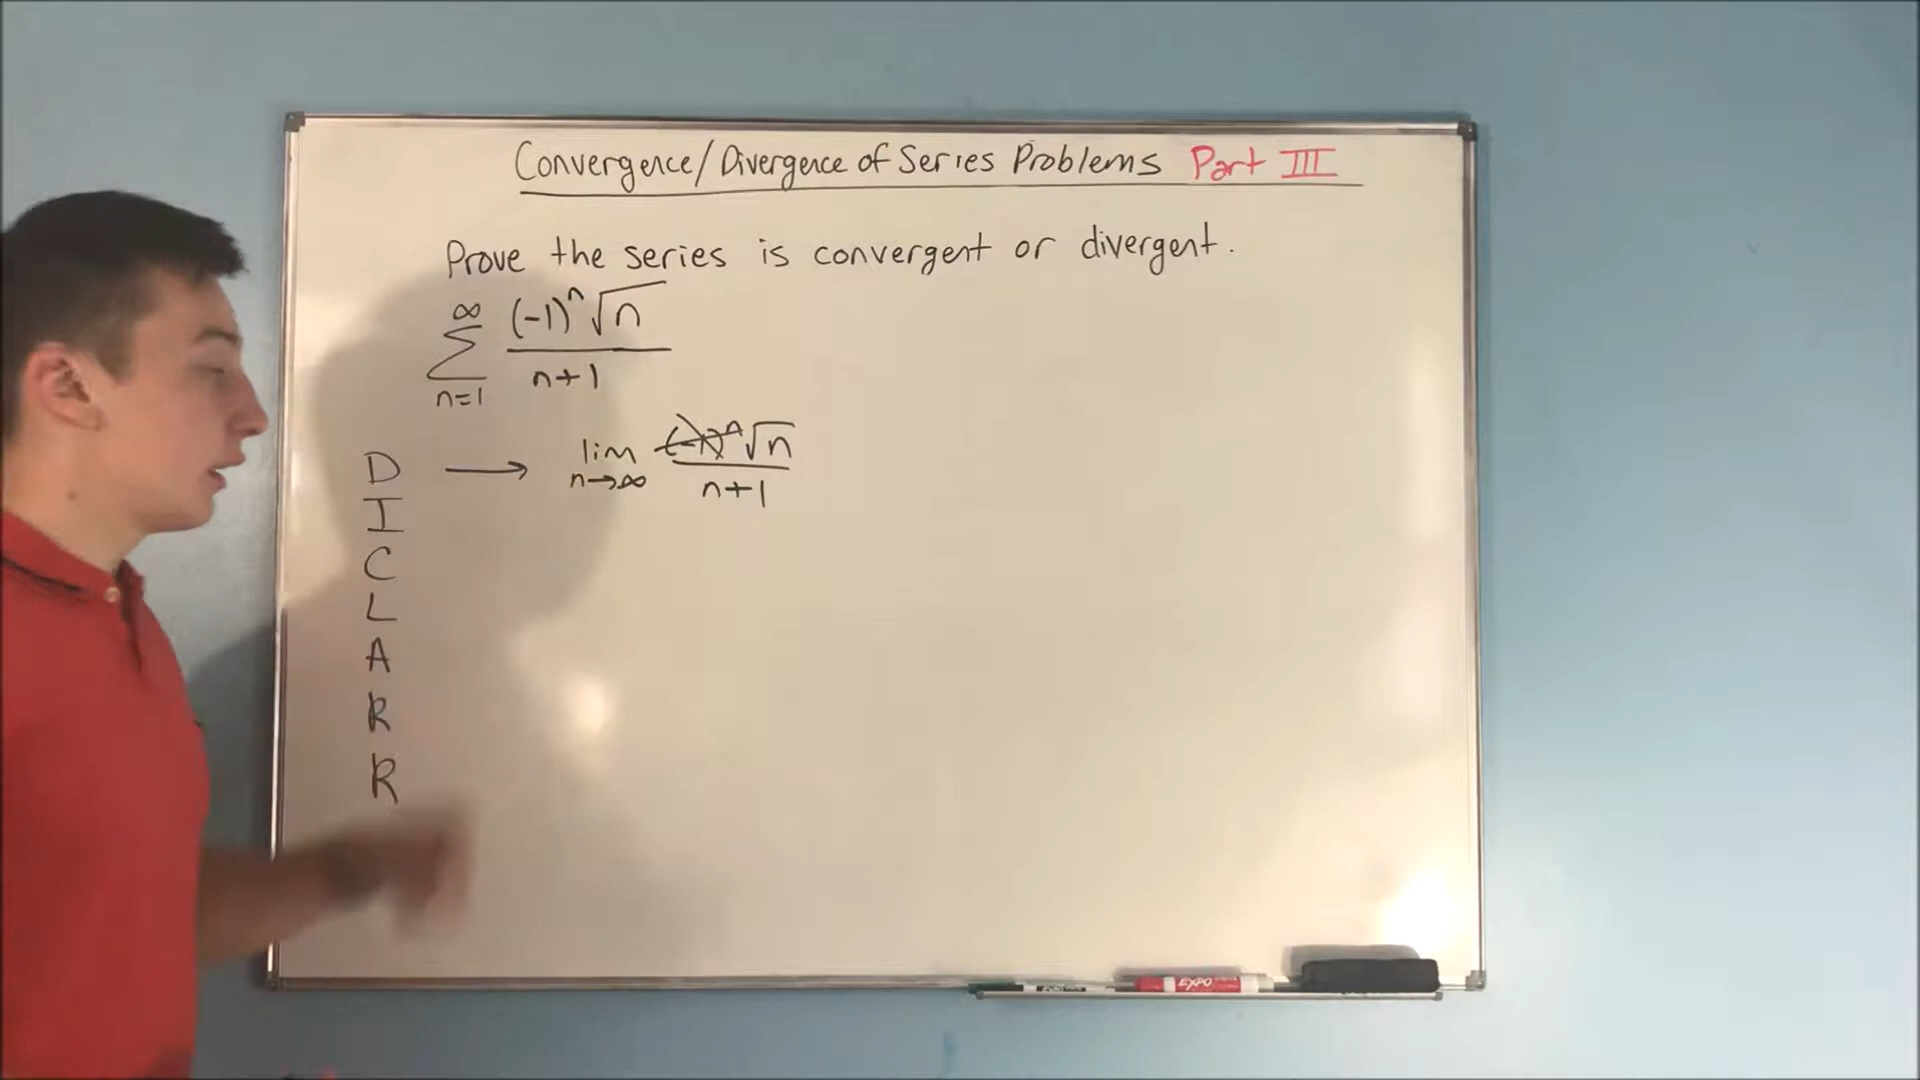 Convergence/Divergence of Series Problems Part III
Prove the series is convergent or divergent.
∞
∑ (-1)^n √n / n+1
n=1
D → lim n→∞ (-1)^n √n / n+1
I
C
L
A
R
R
EXPO
EXPO